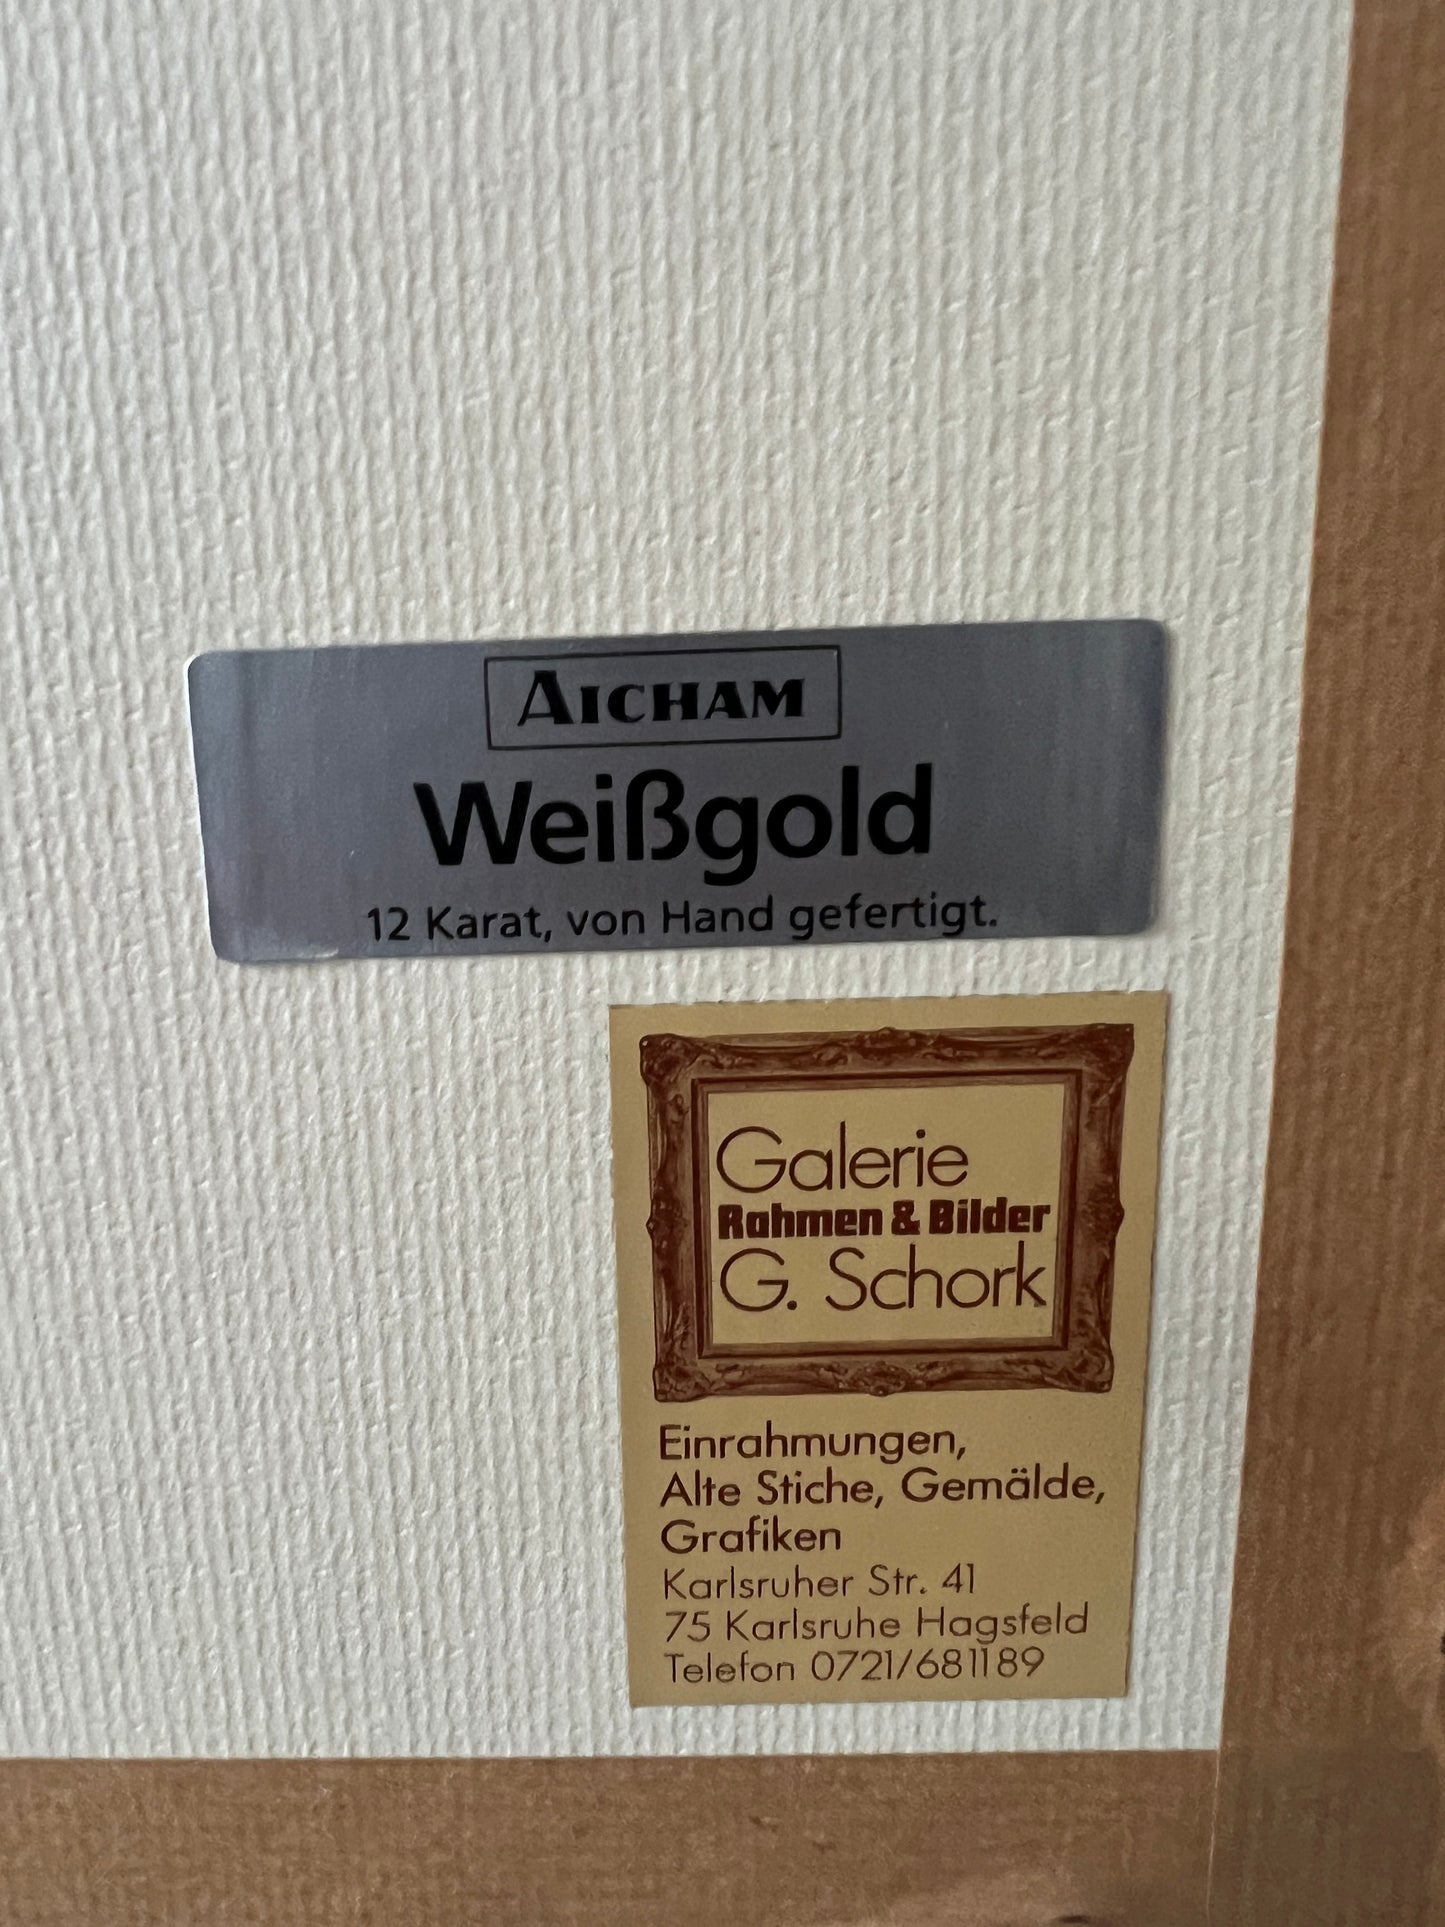 AICHAM
Weißgold
12 Karat, von Hand gefertigt.
Galerie
Rahmen & Bilder
G. Schork
Einrahmungen,
Alte Stiche, Gemälde,
Grafiken
Karlsruher Str. 41
75 Karlsruhe Hagsfeld
Telefon 0721/681189